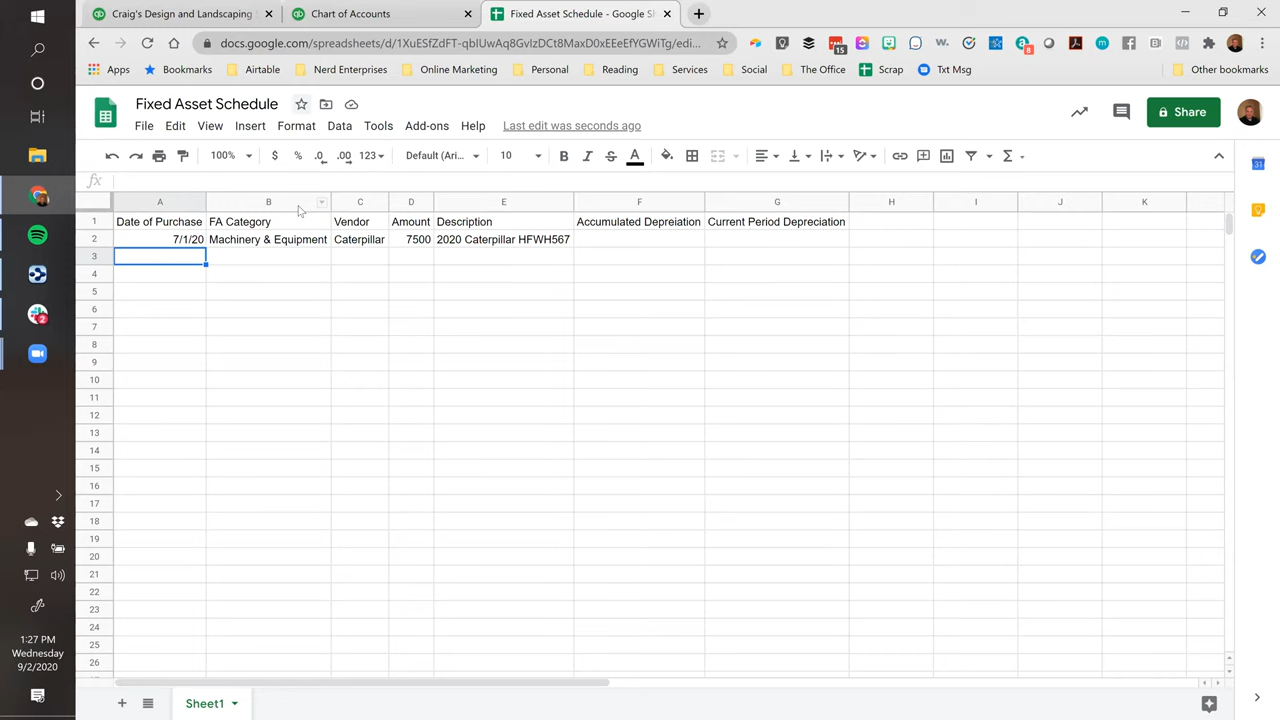 Craig's Design and Landscaping
Chart of Accounts
Fixed Asset Schedule - Google Sh
docs.google.com/spreadsheets/d/1XuESfZdFT-qbIUwAq8GvIzDCt8MaxD0xEEeEfYGWiTg/edi...
15
8
Apps
Bookmarks
Airtable
Nerd Enterprises
Online Marketing
Personal
Reading
Services
Social
The Office
Scrap
Txt Msg
Other bookmarks
Fixed Asset Schedule
File Edit View Insert Format Data Tools Add-ons Help Last edit was seconds ago
Share
100% $ % .0 .00 123 Default (Ari... 10 B I S A
fx
A B C D E F G H I J K
1 Date of Purchase FA Category Vendor Amount Description Accumulated Depreiation Current Period Depreciation
2 7/1/20 Machinery & Equipment Caterpillar 7500 2020 Caterpillar HFWH567
3
4
5
6
7
8
9
10
11
12
13
14
15
16
17
18
19
20
21
22
23
24
25
26
Sheet1
2
1:27 PM
Wednesday
9/2/2020
31